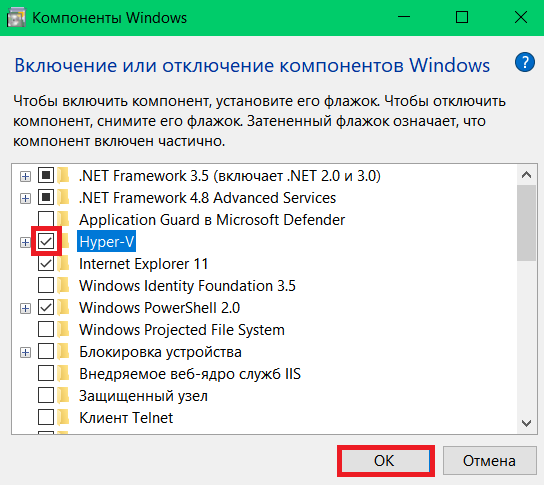 Компоненты Windows
Включение или отключение компонентов Windows
?
Чтобы включить компонент, установите его флажок. Чтобы отключить
компонент, снимите его флажок. Затененный флажок означает, что
компонент включен частично.
.NET Framework 3.5 (включает .NET 2.0 и 3.0)
.NET Framework 4.8 Advanced Services
Application Guard в Microsoft Defender
Hyper-V
Internet Explorer 11
Windows Identity Foundation 3.5
Windows PowerShell 2.0
Windows Projected File System
Блокировка устройства
Внедряемое веб-ядро служб IIS
Защищенный узел
Клиент Telnet
ОК
Отмена